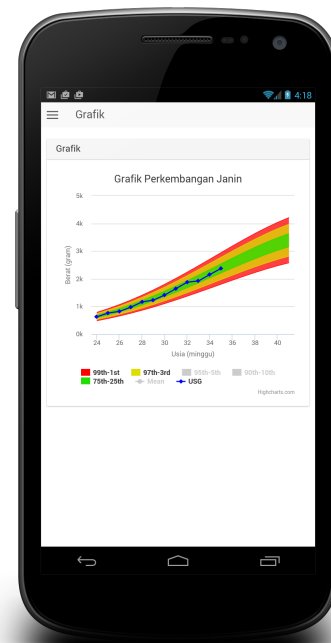 4:18
Grafik
Grafik
Grafik Perkembangan Janin
Berat (gram)
5k
4k
3k
2k
1k
0k
24 26 28 30 32 34 36 38 40
Usia (minggu)
99th-1st 97th-3rd 95th-5th 90th-10th
75th-25th Mean USG
Highcharts.com